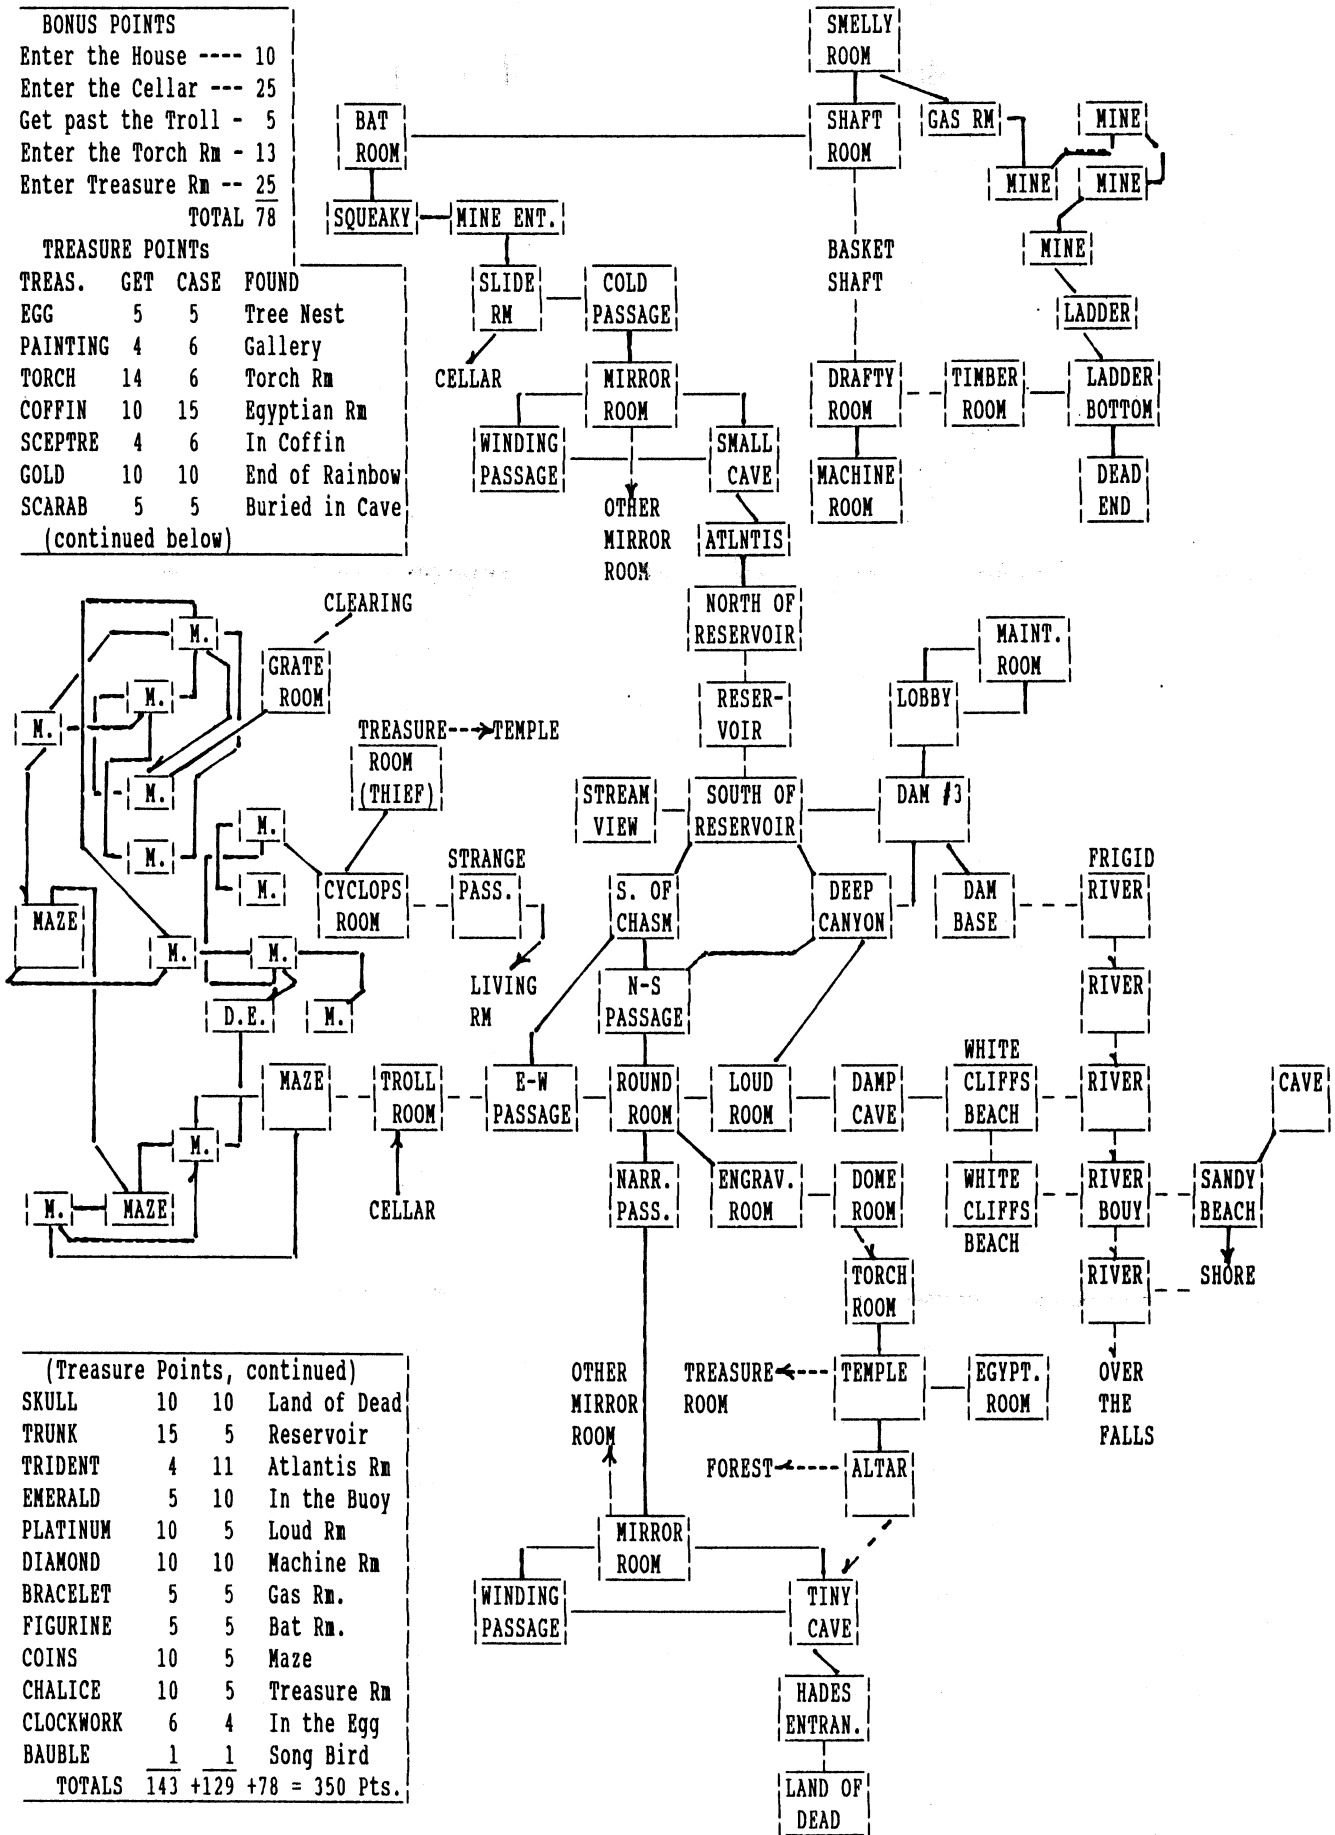 BONUS POINTS
Enter the House ---- 10
Enter the Cellar --- 25
Get past the Troll - 5
Enter the Torch Rm - 13
Enter Treasure Rm -- 25
TOTAL 78
TREASURE POINTs
TREAS. GET CASE FOUND
EGG 5 5 Tree Nest
PAINTING 4 6 Gallery
TORCH 14 6 Torch Rm
COFFIN 10 15 Egyptian Rm
SCEPTRE 4 6 In Coffin
GOLD 10 10 End of Rainbow
SCARAB 5 5 Buried in Cave
(continued below)
SMELLY
ROOM
BAT
ROOM
SHAFT
ROOM
GAS RM
MINE
MINE
MINE
SQUEAKY
MINE ENT.
MINE
BASKET
SHAFT
SLIDE
RM
COLD
PASSAGE
LADDER
CELLAR
MIRROR
ROOM
DRAFTY
ROOM
TIMBER
ROOM
LADDER
BOTTOM
WINDING
PASSAGE
SMALL
CAVE
MACHINE
ROOM
DEAD
END
OTHER
MIRROR
ROOM
ATLNTIS
CLEARING
NORTH OF
RESERVOIR
M.
GRATE
ROOM
MAINT.
ROOM
M.
M.
RESER-
VOIR
LOBBY
TREASURE
ROOM
(THIEF)
TEMPLE
M.
STREAM
VIEW
SOUTH OF
RESERVOIR
DAM #3
M.
M.
M.
STRANGE
PASS.
CYCLOPS
ROOM
S. OF
CHASM
DEEP
CANYON
DAM
BASE
FRIGID
RIVER
MAZE
M.
M.
LIVING
RM
N-S
PASSAGE
RIVER
D.E.
M.
MAZE
TROLL
ROOM
E-W
PASSAGE
ROUND
ROOM
LOUD
ROOM
DAMP
CAVE
WHITE
CLIFFS
BEACH
RIVER
CAVE
M.
M.
MAZE
CELLAR
NARR.
PASS.
ENGRAV.
ROOM
DOME
ROOM
WHITE
CLIFFS
BEACH
RIVER
BOUY
SANDY
BEACH
TORCH
ROOM
RIVER
SHORE
OTHER
MIRROR
ROOM
TREASURE
ROOM
TEMPLE
EGYPT.
ROOM
OVER
THE
FALLS
FOREST
ALTAR
MIRROR
ROOM
WINDING
PASSAGE
TINY
CAVE
HADES
ENTRAN.
LAND OF
DEAD
(Treasure Points, continued)
SKULL 10 10 Land of Dead
TRUNK 15 5 Reservoir
TRIDENT 4 11 Atlantis Rm
EMERALD 5 10 In the Buoy
PLATINUM 10 5 Loud Rm
DIAMOND 10 10 Machine Rm
BRACELET 5 5 Gas Rm.
FIGURINE 5 5 Bat Rm.
COINS 10 5 Maze
CHALICE 10 5 Treasure Rm
CLOCKWORK 6 4 In the Egg
BAUBLE 1 1 Song Bird
TOTALS 143 +129 +78 = 350 Pts.